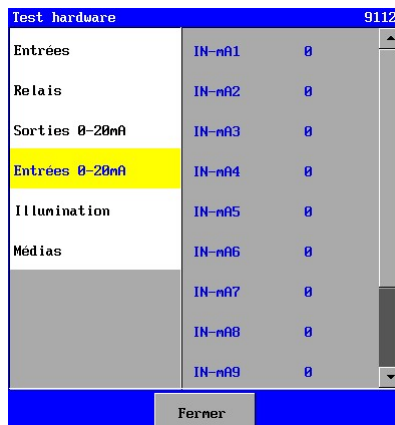 Test hardware 9112
Entrées
Relais
Sorties 0-20mA
Entrées 0-20mA
Illumination
Médias
IN-mA1 0
IN-mA2 0
IN-mA3 0
IN-mA4 0
IN-mA5 0
IN-mA6 0
IN-mA7 0
IN-mA8 0
IN-mA9 0
Fermer